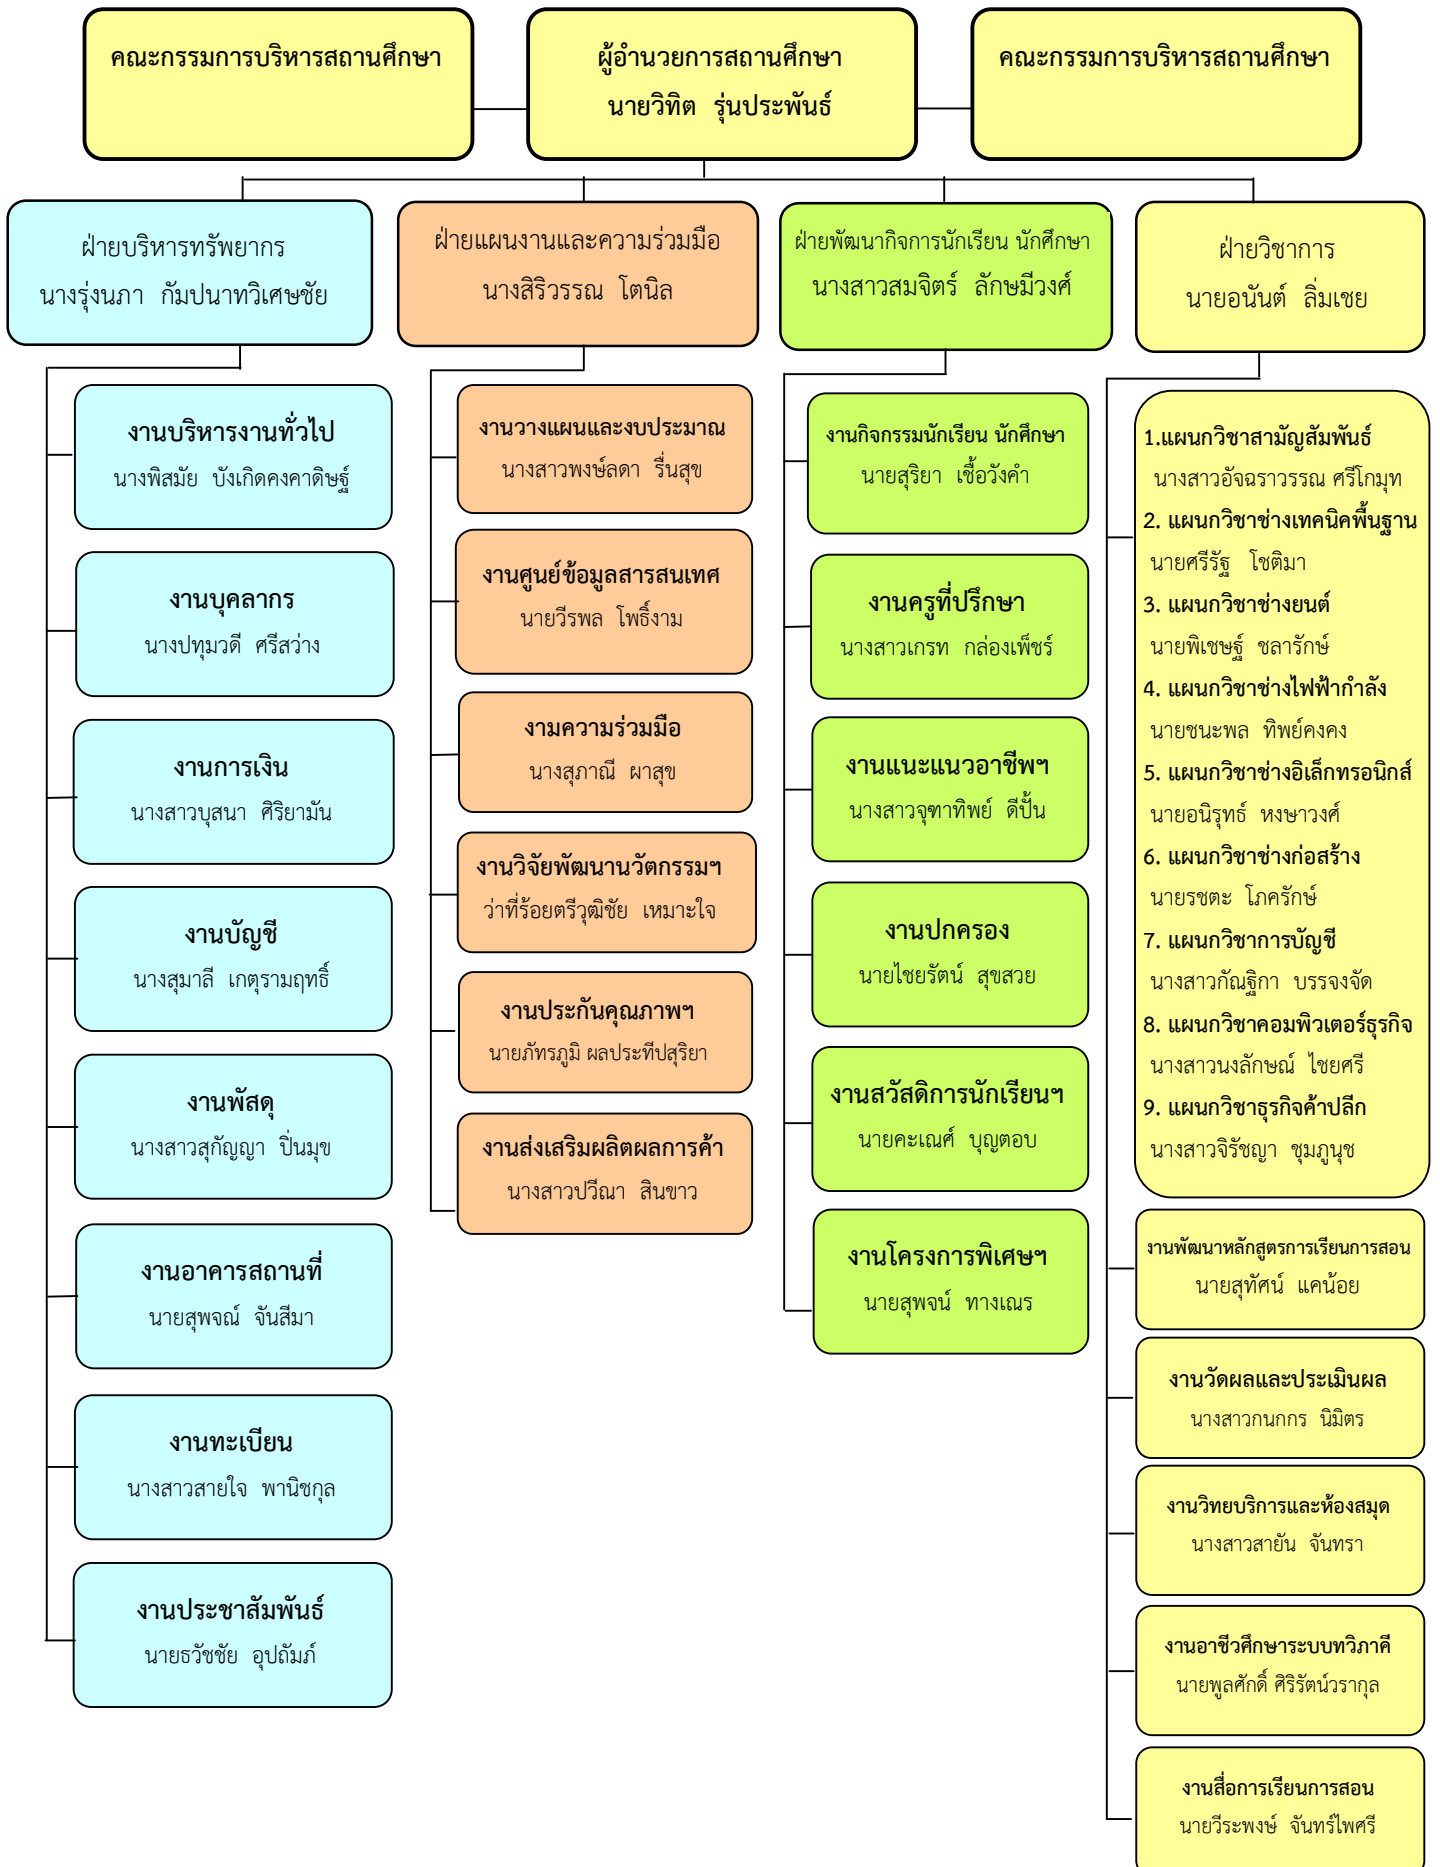 คณะกรรมการบริหารสถานศึกษา
ผู้อำนวยการสถานศึกษา
นายวิทิต รุ่นประพันธ์
คณะกรรมการบริหารสถานศึกษา
ฝ่ายบริหารทรัพยากร
นางรุ่งนภา กัมปนาทวิเศษชัย
ฝ่ายแผนงานและความร่วมมือ
นางสิริวรรณ โตนิล
ฝ่ายพัฒนากิจการนักเรียน นักศึกษา
นางสาวสมจิตร์ ลักษมีวงศ์
ฝ่ายวิชาการ
นายอนันต์ ลิ่มเชย
งานบริหารงานทั่วไป
นางพิสมัย บังเกิดคงคาดิษฐ์
งานบุคลากร
นางปทุมวดี ศรีสว่าง
งานการเงิน
นางสาวบุสนา ศิริยามัน
งานบัญชี
นางสุมาลี เกตุรามฤทธิ์
งานพัสดุ
นางสาวสุกัญญา ปิ่นมุข
งานอาคารสถานที่
นายสุพจณ์ จันสีมา
งานทะเบียน
นางสาวสายใจ พานิชกุล
งานประชาสัมพันธ์
นายธวัชชัย อุปถัมภ์
งานวางแผนและงบประมาณ
นางสาวพงษ์ลดา รื่นสุข
งานศูนย์ข้อมูลสารสนเทศ
นายวีรพล โพธิ์งาม
งามความร่วมมือ
นางสุภาณี ผาสุข
งานวิจัยพัฒนานวัตกรรมฯ
ว่าที่ร้อยตรีวุฒิชัย เหมาะใจ
งานประกันคุณภาพฯ
นายภัทรภูมิ ผลประทีปสุริยา
งานส่งเสริมผลิตผลการค้า
นางสาวปวีณา สินขาว
งานกิจกรรมนักเรียน นักศึกษา
นายสุริยา เชื้อวังคำ
งานครูที่ปรึกษา
นางสาวเกรท กล่องเพ็ชร์
งานแนะแนวอาชีพฯ
นางสาวจุฑาทิพย์ ดีปั้น
งานปกครอง
นายไชยรัตน์ สุขสวย
งานสวัสดิการนักเรียนฯ
นายคะเณศ์ บุญตอบ
งานโครงการพิเศษฯ
นายสุพจน์ ทางเณร
1.แผนกวิชาสามัญสัมพันธ์
นางสาวอัจฉราวรรณ ศรีโกมุท
2. แผนกวิชาช่างเทคนิคพื้นฐาน
นายศรีรัฐ โชติมา
3. แผนกวิชาช่างยนต์
นายพิเชษฐ์ ชลารักษ์
4. แผนกวิชาช่างไฟฟ้ากำลัง
นายชนะพล ทิพย์คงคง
5. แผนกวิชาช่างอิเล็กทรอนิกส์
นายอนิรุทธ์ หงษาวงศ์
6. แผนกวิชาช่างก่อสร้าง
นายรชตะ โภครักษ์
7. แผนกวิชาการบัญชี
นางสาวกัณฐิกา บรรจงจัด
8. แผนกวิชาคอมพิวเตอร์ธุรกิจ
นางสาวนงลักษณ์ ไชยศรี
9. แผนกวิชาธุรกิจค้าปลีก
นางสาวจิรัชญา ชุมภูนุช
งานพัฒนาหลักสูตรการเรียนการสอน
นายสุทัศน์ แคน้อย
งานวัดผลและประเมินผล
นางสาวกนกกร นิมิตร
งานวิทยบริการและห้องสมุด
นางสาวสายัน จันทรา
งานอาชีวศึกษาระบบทวิภาคี
นายพูลศักดิ์ ศิริรัตน์วรากุล
งานสื่อการเรียนการสอน
นายวีระพงษ์ จันทร์ไพศรี